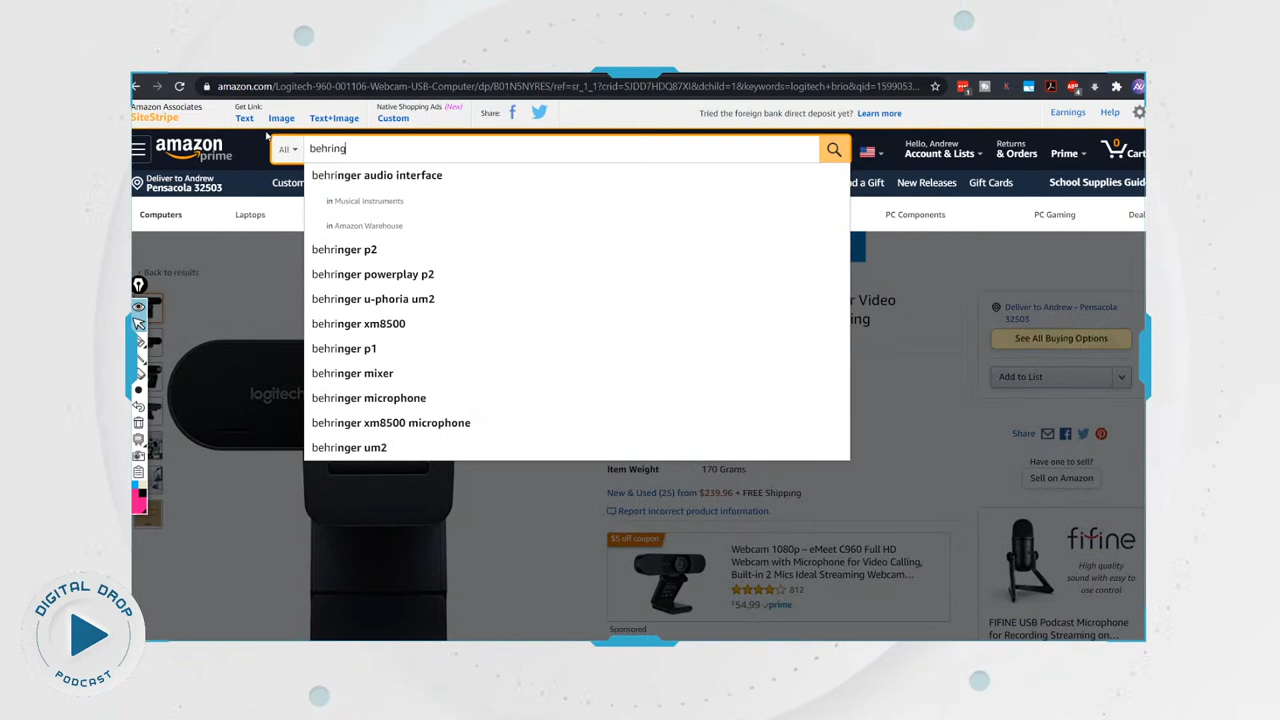 amazon.com/Logitech-960-001106-Webcam-USB-Computer/dp/B01N5NYRES/ref=sr_1_1?crid=SJDD7HDQ87XI&dchild=1&keywords=logitech+brio&qid=1599053...
Amazon Associates
SiteStripe
Get Link:
Text Image Text+Image
Native Shopping Ads (New)
Custom
Share:
Tried the foreign bank direct deposit yet? Learn more
Earnings Help
amazon prime
All
behring
Hello, Andrew
Account & Lists
Returns
& Orders
Prime
0
Cart
Deliver to Andrew
Pensacola 32503
Custom
d a Gift New Releases Gift Cards School Supplies Guid
Computers Laptops PC Components PC Gaming Deal
behringer audio interface
in Musical Instruments
in Amazon Warehouse
behringer p2
behringer powerplay p2
behringer u-phoria um2
behringer xm8500
behringer p1
behringer mixer
behringer microphone
behringer xm8500 microphone
behringer um2
Back to results
logitech
r Video
ing
Deliver to Andrew - Pensacola
32503
See All Buying Options
Add to List
Share
Have one to sell?
Sell on Amazon
Item Weight 170 Grams
New & Used (25) from $239.96 + FREE Shipping
Report incorrect product information.
$5 off coupon
Webcam 1080p – eMeet C960 Full HD
Webcam with Microphone for Video Calling,
Built-in 2 Mics Ideal Streaming Webcam...
812
$54.99 prime
Sponsored
fifine
High quality
sound with easy to
use control
FIFINE USB Podcast Microphone
for Recording Streaming on...
DIGITAL DROP
PODCAST